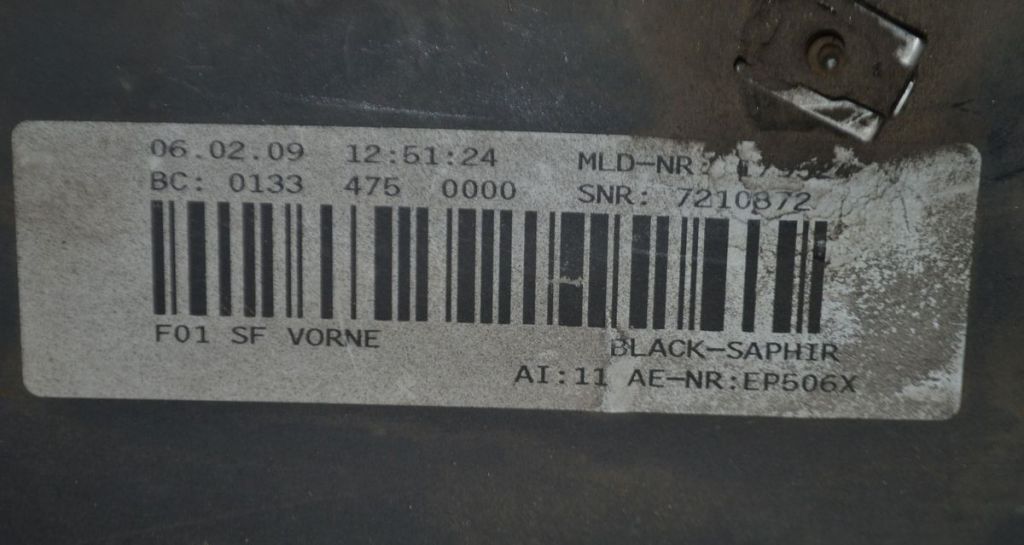 06.02.09 12:51:24 MLD-NR:
BC: 0133 475 0000 SNR: 7210872
F01 SF VORNE BLACK-SAPHIR
AI:11 AE-NR:EP506X